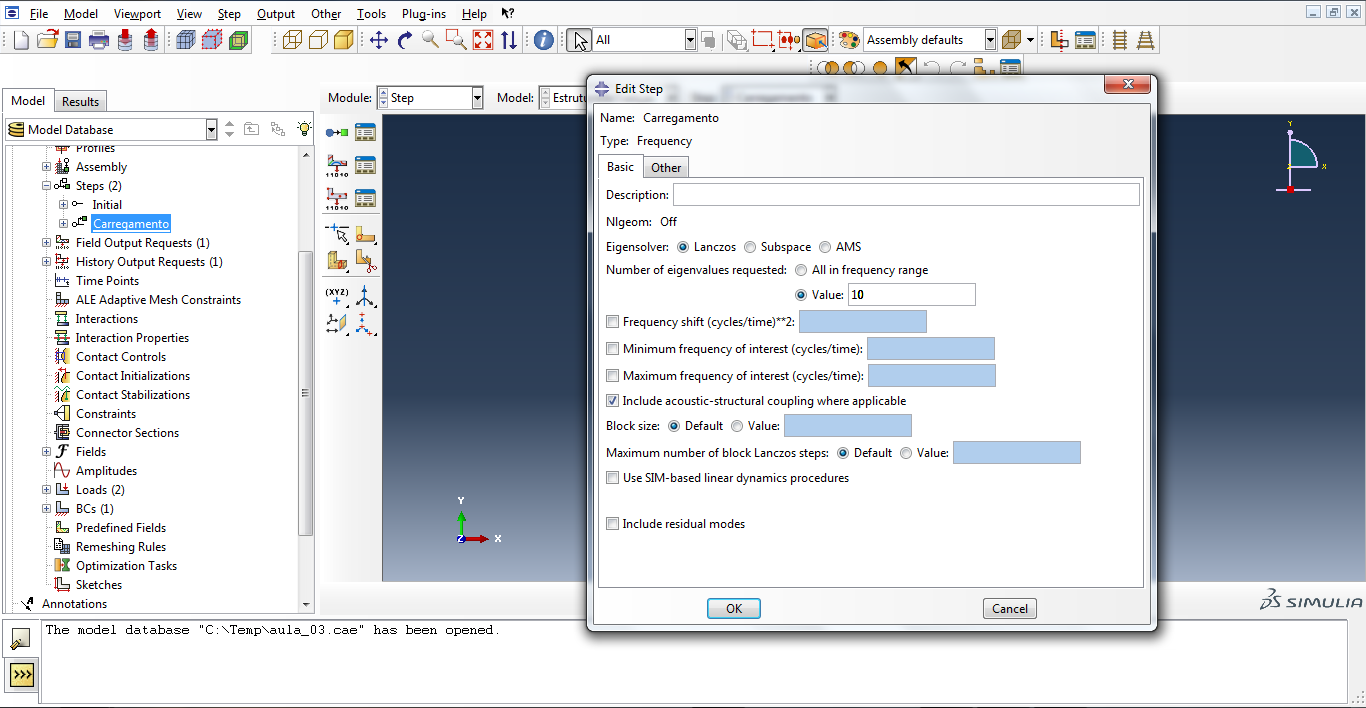 File Model Viewport View Step Output Other Tools Plug-ins Help
All Assembly defaults
Model Results
Module: Step Model: Estrutu
Model Database
Profiles
Assembly
Steps (2)
Initial
Carregamento
Field Output Requests (1)
History Output Requests (1)
Time Points
ALE Adaptive Mesh Constraints
Interactions
Interaction Properties
Contact Controls
Contact Initializations
Contact Stabilizations
Constraints
Connector Sections
Fields
Amplitudes
Loads (2)
BCs (1)
Predefined Fields
Remeshing Rules
Optimization Tasks
Sketches
Annotations
11010
11010
(XYZ)
Y
Z X
Y
X
Edit Step
Name: Carregamento
Type: Frequency
Basic Other
Description:
Nlgeom: Off
Eigensolver: Lanczos Subspace AMS
Number of eigenvalues requested: All in frequency range
Value: 10
Frequency shift (cycles/time)**2:
Minimum frequency of interest (cycles/time):
Maximum frequency of interest (cycles/time):
Include acoustic-structural coupling where applicable
Block size: Default Value:
Maximum number of block Lanczos steps: Default Value:
Use SIM-based linear dynamics procedures
Include residual modes
OK Cancel
SIMULIA
The model database "C:\Temp\aula_03.cae" has been opened.
>>>